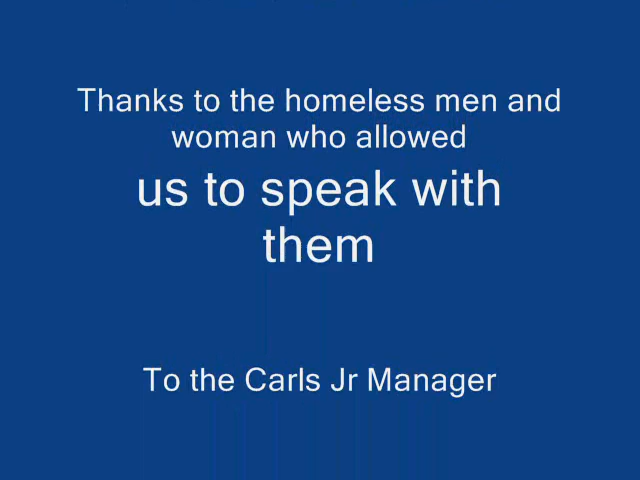 Thanks to the homeless men and
woman who allowed
us to speak with
them
To the Carls Jr Manager